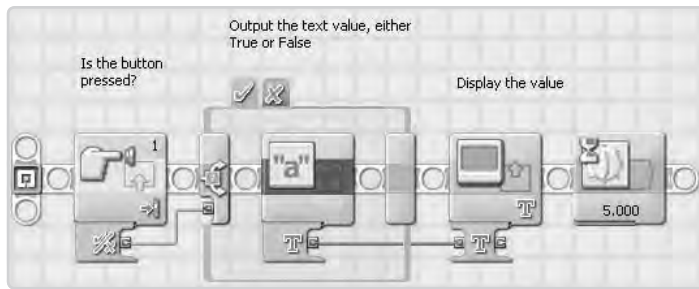 Output the text value, either
True or False
Is the button
pressed?
Display the value
1
"a"
T
5.000
T
T